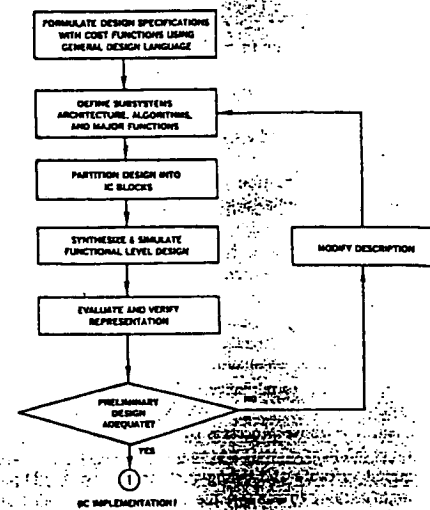 FORMULATE DESIGN SPECIFICATIONS
WITH COST FUNCTIONS USING
GENERAL DESIGN LANGUAGE
DEFINE SUBSYSTEMS
ARCHITECTURE, ALGORITHMS,
AND MAJOR FUNCTIONS
PARTITION DESIGN INTO
IC BLOCKS
SYNTHESIZE & SIMULATE
FUNCTIONAL LEVEL DESIGN
MODIFY DESCRIPTION
EVALUATE AND VERIFY
REPRESENTATION
PRELIMINARY
DESIGN
ADEQUATE?
NO
YES
1
(IC IMPLEMENTATION)